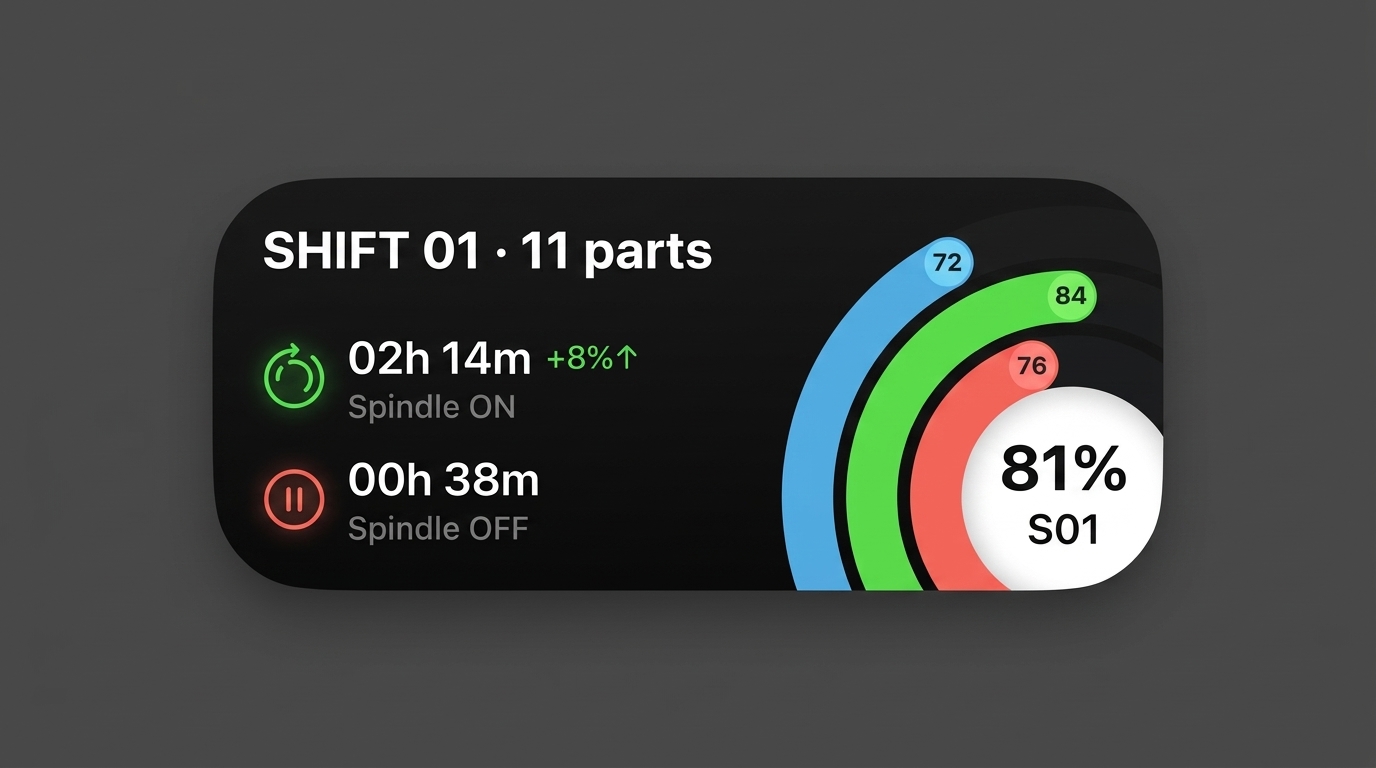 SHIFT 01 · 11 parts
02h 14m +8%↑
Spindle ON
00h 38m
Spindle OFF
72
84
76
81%
S01